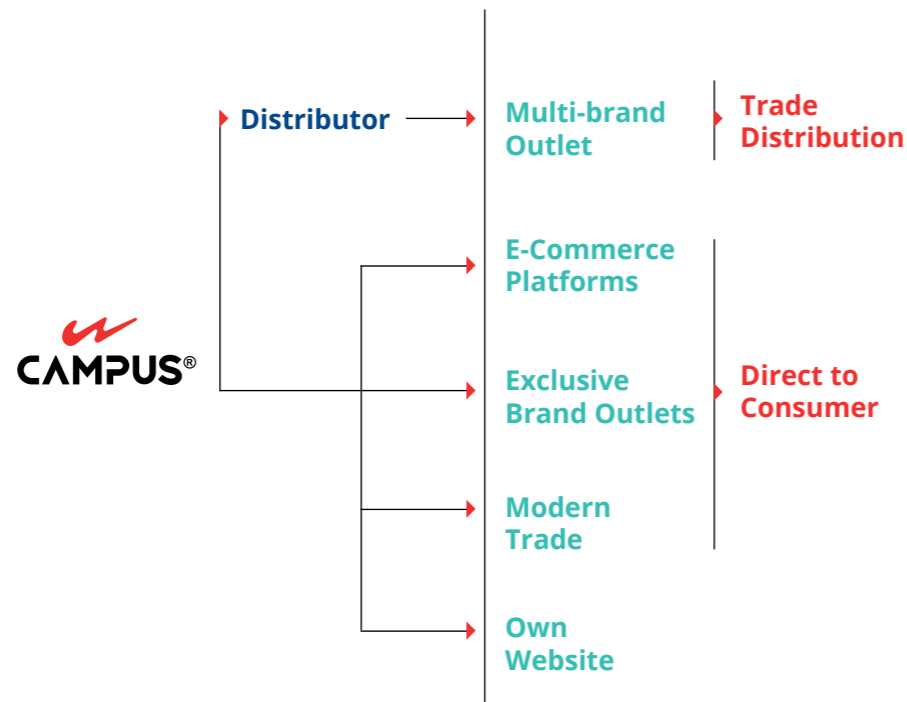 Distributor
Multi-brand
Outlet
Trade
Distribution
E-Commerce
Platforms
CAMPUS®
Exclusive
Brand Outlets
Direct to
Consumer
Modern
Trade
Own
Website